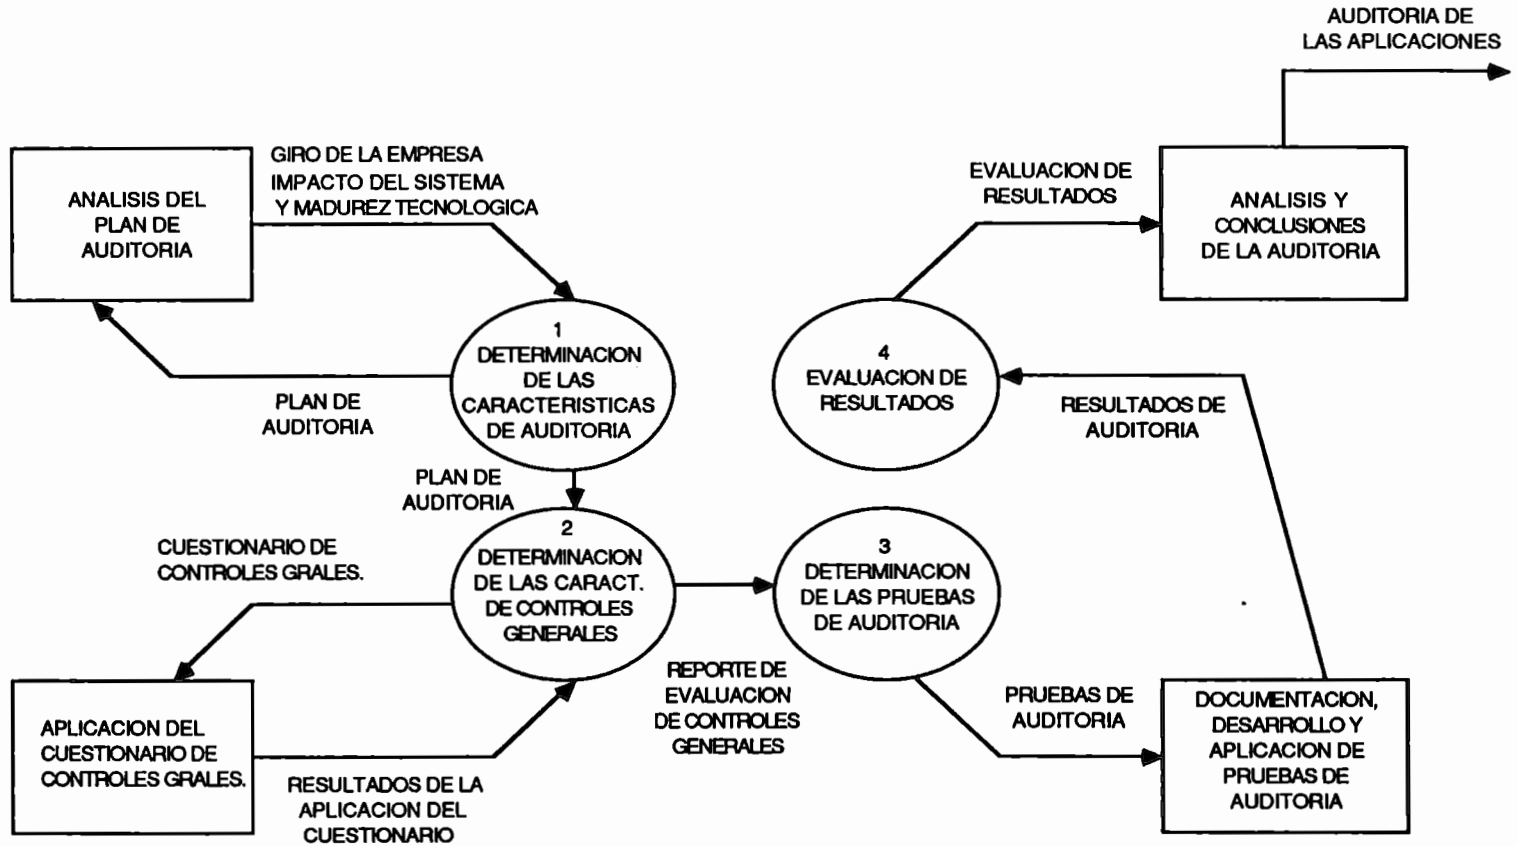 AUDITORIA DE
LAS APLICACIONES
ANALISIS DEL
PLAN DE
AUDITORIA
GIRO DE LA EMPRESA
IMPACTO DEL SISTEMA
Y MADUREZ TECNOLOGICA
EVALUACION DE
RESULTADOS
ANALISIS Y
CONCLUSIONES
DE LA AUDITORIA
1
DETERMINACION
DE LAS
CARACTERISTICAS
DE AUDITORIA
4
EVALUACION DE
RESULTADOS
PLAN DE
AUDITORIA
RESULTADOS DE
AUDITORIA
PLAN DE
AUDITORIA
CUESTIONARIO DE
CONTROLES GRALES.
2
DETERMINACION
DE LAS CARACT.
DE CONTROLES
GENERALES
3
DETERMINACION
DE LAS PRUEBAS
DE AUDITORIA
REPORTE DE
EVALUACION
DE CONTROLES
GENERALES
PRUEBAS DE
AUDITORIA
APLICACION DEL
CUESTIONARIO DE
CONTROLES GRALES.
RESULTADOS DE LA
APLICACION DEL
CUESTIONARIO
DOCUMENTACION,
DESARROLLO Y
APLICACION DE
PRUEBAS DE
AUDITORIA